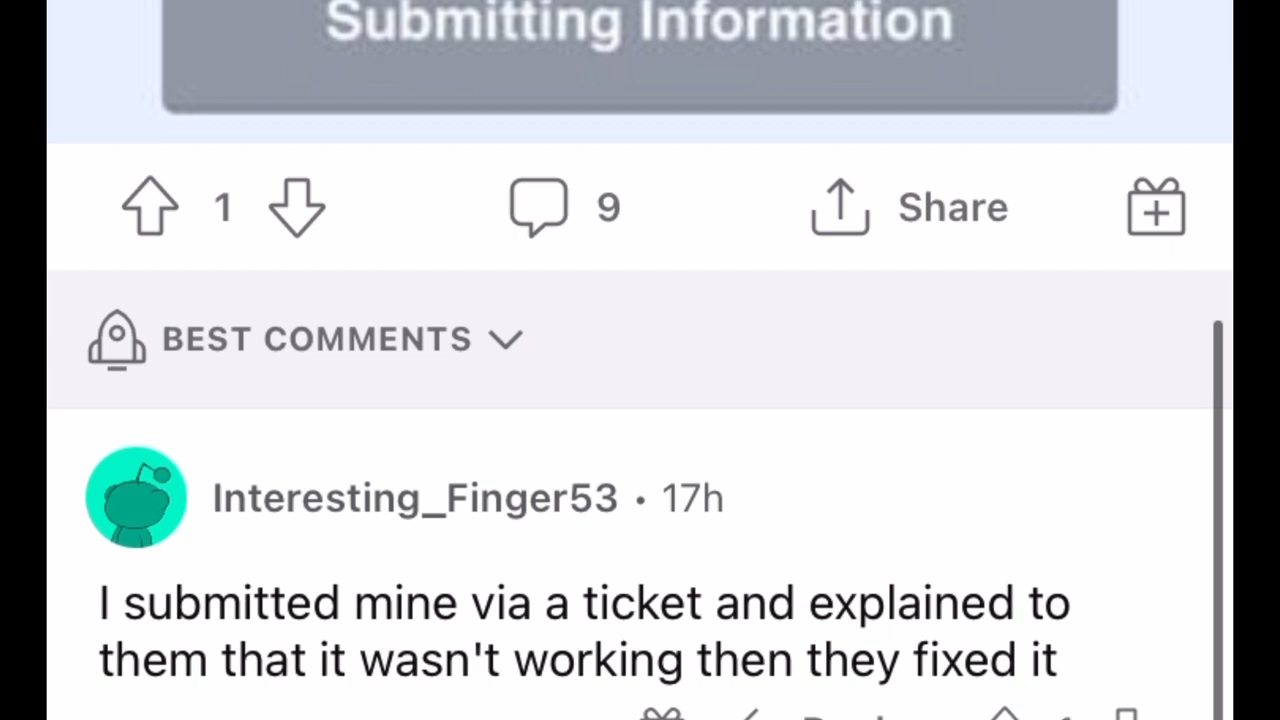 Submitting Information
1
9
Share
BEST COMMENTS
Interesting_Finger53 • 17h
I submitted mine via a ticket and explained to
them that it wasn't working then they fixed it